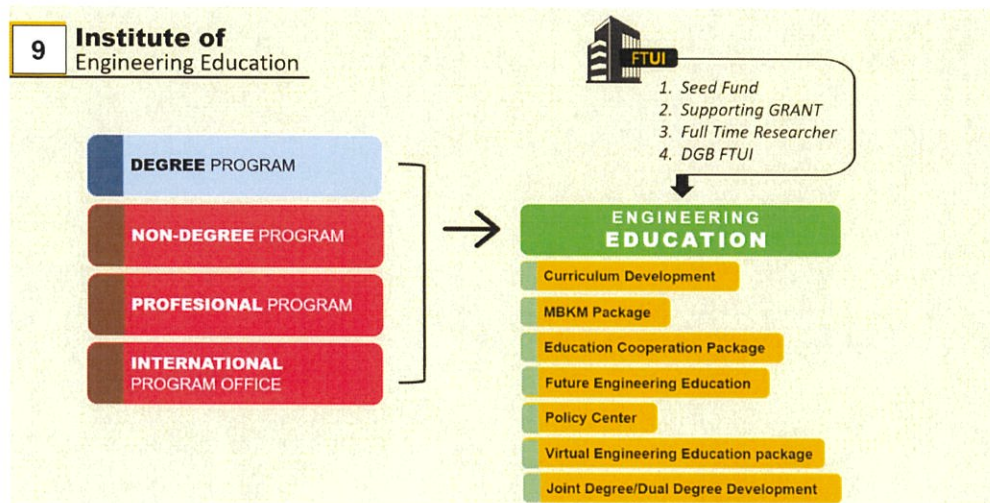 9
Institute of
Engineering Education
FTUI
1. Seed Fund
2. Supporting GRANT
3. Full Time Researcher
4. DGB FTUI
DEGREE PROGRAM
NON-DEGREE PROGRAM
PROFESIONAL PROGRAM
INTERNATIONAL
PROGRAM OFFICE
ENGINEERING
EDUCATION
Curriculum Development
MBKM Package
Education Cooperation Package
Future Engineering Education
Policy Center
Virtual Engineering Education package
Joint Degree/Dual Degree Development